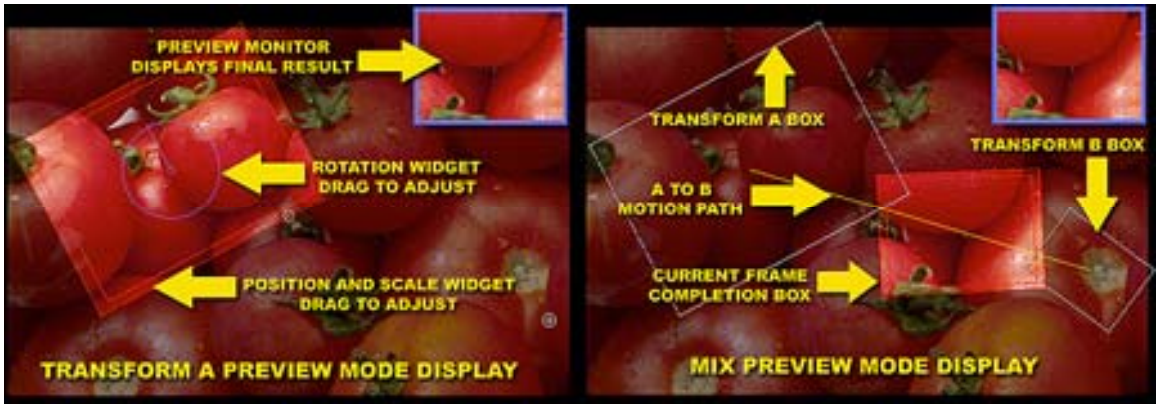 PREVIEW MONITOR
DISPLAYS FINAL RESULT
ROTATION WIDGET
DRAG TO ADJUST
POSITION AND SCALE WIDGET
DRAG TO ADJUST
TRANSFORM A PREVIEW MODE DISPLAY
TRANSFORM A BOX
TRANSFORM B BOX
A TO B
MOTION PATH
CURRENT FRAME
COMPLETION BOX
MIX PREVIEW MODE DISPLAY